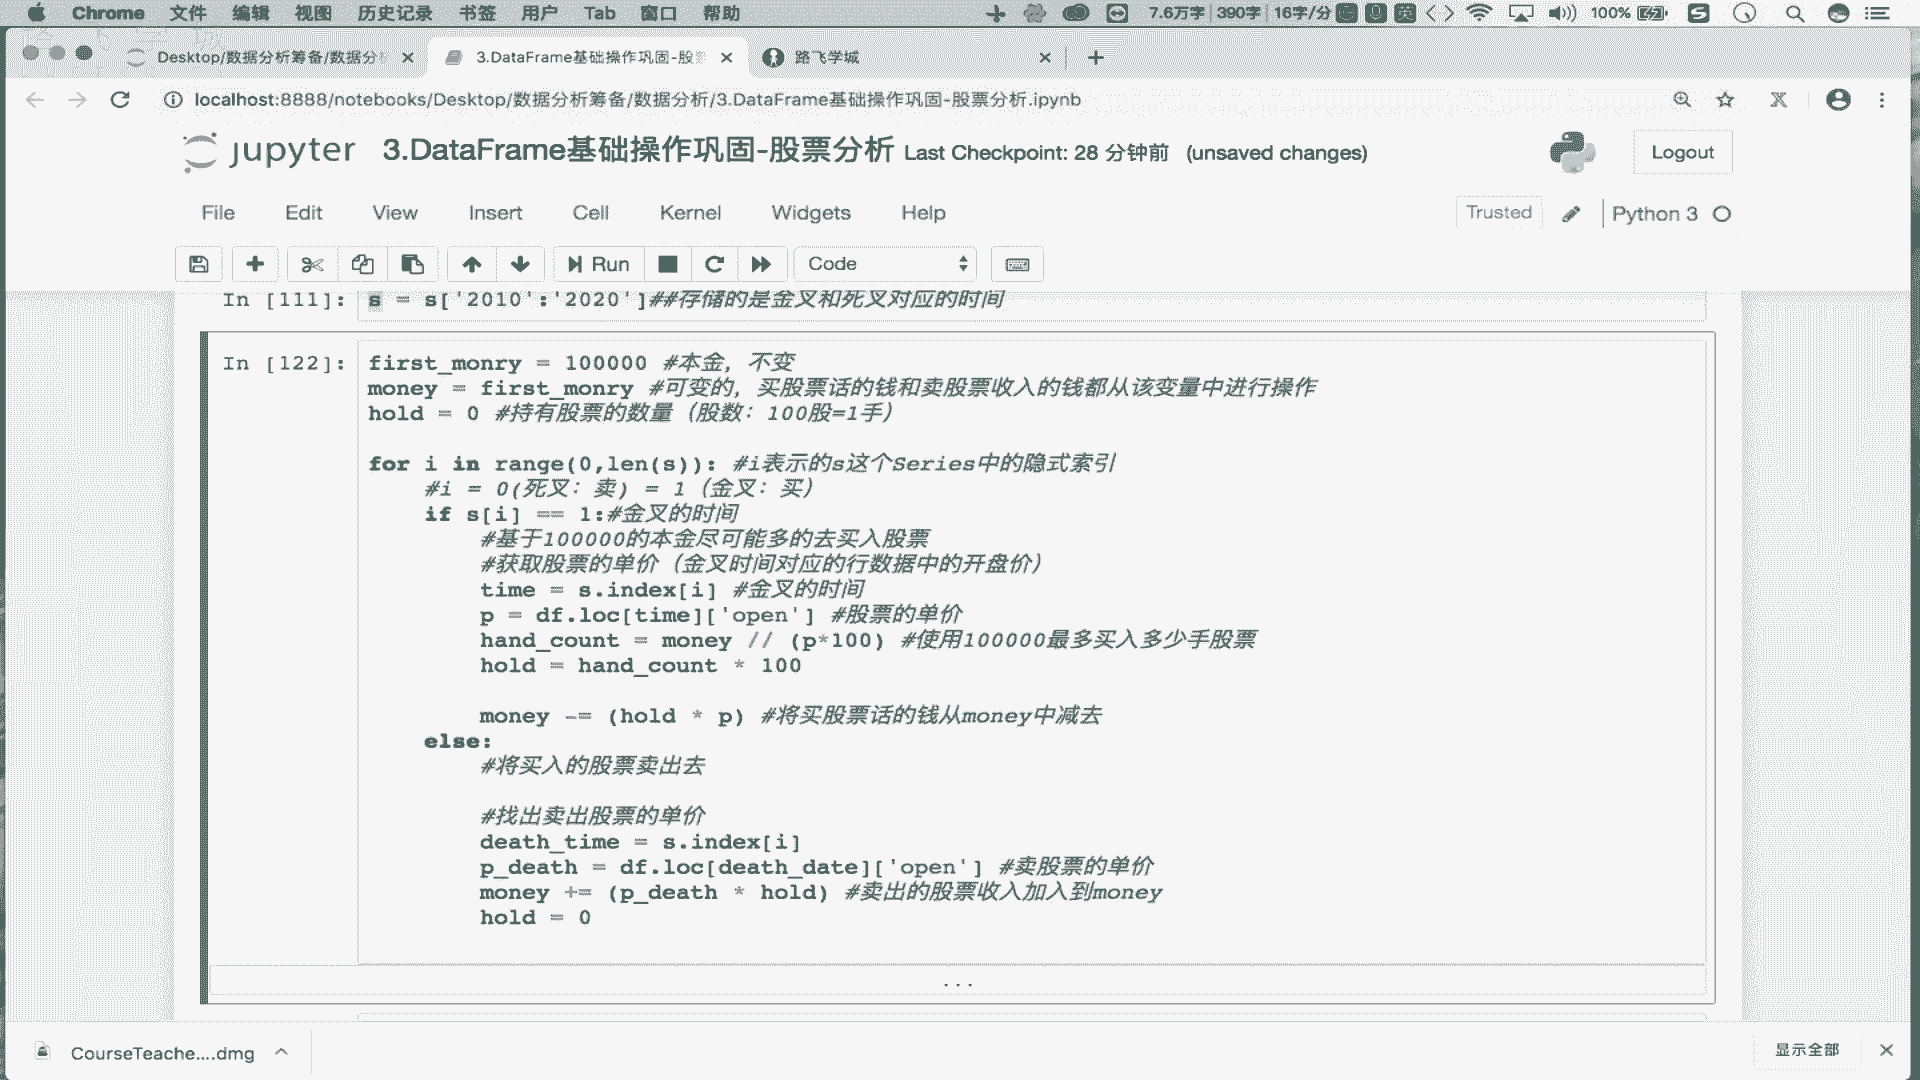 Chrome 文件 编辑 视图 历史记录 书签 用户 Tab 窗口 帮助 7.6万字 390字 16字/分 英 100%
Desktop/数据分析筹备/数据分析 3.DataFrame基础操作巩固-股票 路飞学城
localhost:8888/notebooks/Desktop/数据分析筹备/数据分析/3.DataFrame基础操作巩固-股票分析.ipynb
jupyter 3.DataFrame基础操作巩固-股票分析 Last Checkpoint: 28 分钟前 (unsaved changes) Logout
File Edit View Insert Cell Kernel Widgets Help Trusted Python 3
Run Code
In [111]: s = s['2010':'2020']##存储的是金叉和死叉对应的时间
In [122]: first_monry = 100000 #本金，不变
money = first_monry #可变的，买股票话的钱和卖股票收入的钱都从该变量中进行操作
hold = 0 #持有股票的数量（股数：100股=1手）
for i in range(0,len(s)): #i表示的s这个Series中的隐式索引
#i = 0(死叉：卖) = 1（金叉：买）
if s[i] == 1:#金叉的时间
#基于100000的本金尽可能多的去买入股票
#获取股票的单价（金叉时间对应的行数据中的开盘价）
time = s.index[i] #金叉的时间
p = df.loc[time]['open'] #股票的单价
hand_count = money // (p*100) #使用100000最多买入多少手股票
hold = hand_count * 100
money -= (hold * p) #将买股票话的钱从money中减去
else:
#将买入的股票卖出去
#找出卖出股票的单价
death_time = s.index[i]
p_death = df.loc[death_date]['open'] #卖股票的单价
money += (p_death * hold) #卖出的股票收入加入到money
hold = 0
...
CourseTeache....dmg 显示全部